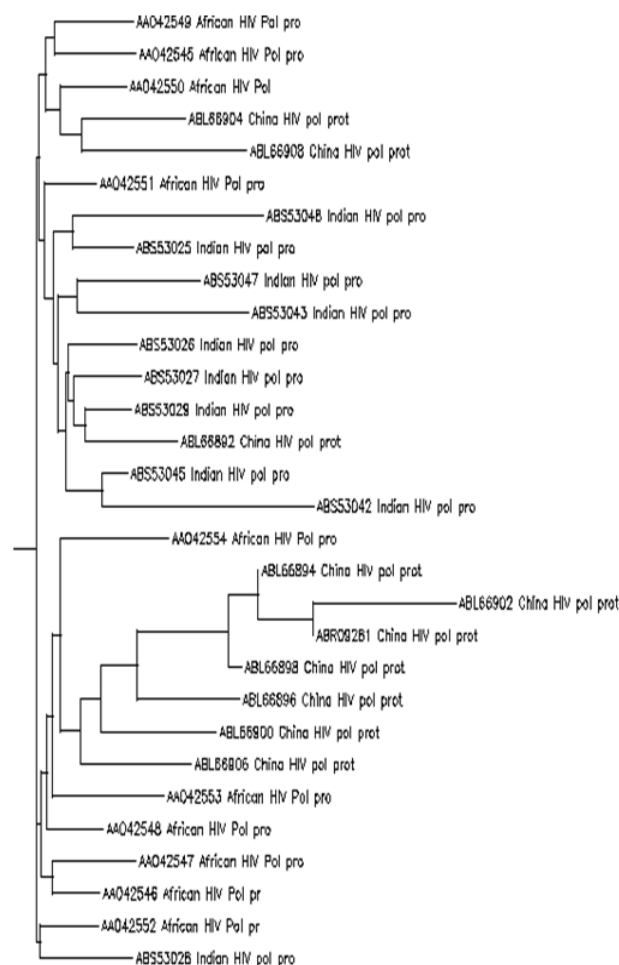 AAO42549 African HIV Pol pro
AAO42545 African HIV Pol pro
AAO42550 African HIV Pol
ABL66904 China HIV pol prot
ABL66908 China HIV pol prot
AAO42551 African HIV Pol pro
ABS53048 Indian HIV pol pro
ABS53025 Indian HIV pol pro
ABS53047 Indian HIV pol pro
ABS53043 Indian HIV pol pro
ABS53026 Indian HIV pol pro
ABS53027 Indian HIV pol pro
ABS53029 Indian HIV pol pro
ABL66892 China HIV pol prot
ABS53045 Indian HIV pol pro
ABS53042 Indian HIV pol pro
AAO42554 African HIV Pol pro
ABL66894 China HIV pol prot
ABL66902 China HIV pol prot
ABR09261 China HIV pol prot
ABL66898 China HIV pol prot
ABL66896 China HIV pol prot
ABL66900 China HIV pol prot
ABL66906 China HIV pol prot
AAO42553 African HIV Pol pro
AAO42548 African HIV Pol pro
AAO42547 African HIV Pol pro
AAO42546 African HIV Pol pr
AAO42552 African HIV Pol pr
ABS53028 Indian HIV pol pro